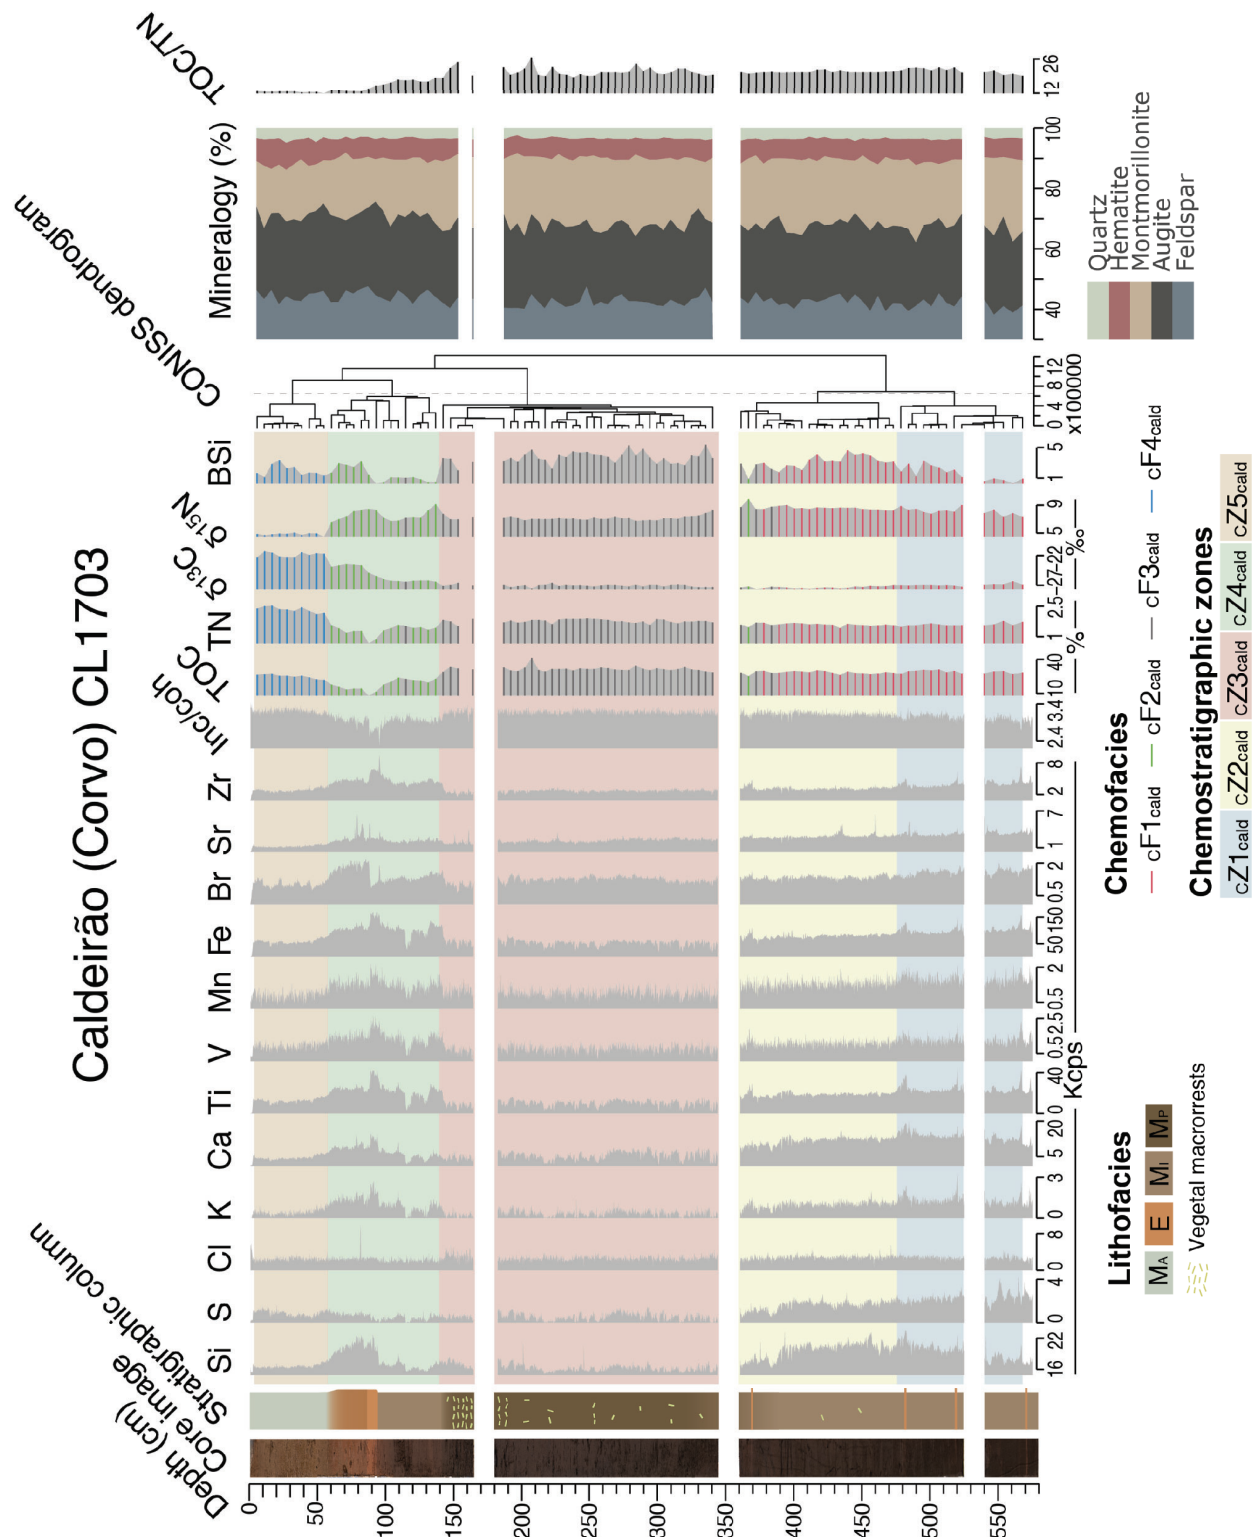 Caldeirão (Corvo) CL1703
Depth (cm)
Core image
Stratigraphic column
Si
S
Cl
K
Ca
Ti
V
Mn
Fe
Br
Sr
Zr
Inc/coh
TOC
TN
δ13C
δ15N
BSi
CONISS dendrogram
Mineralogy (%)
TOC/TN
0
50
100
150
200
250
300
350
400
450
500
550
16 22
0 4
0 8
0 3
5 20
0 40
0.5 2.5
0.5 2
50 150
0.5 2
1 7
2 8
2.4 3.4
10 40
1 2.5
-27 -22
5 9
1 5
0 4 8 12
x100000
40 60 80 100
12 26
Kcps
%
‰
Quartz
Hematite
Montmorillonite
Augite
Feldspar
Lithofacies
MA E MI MP
Vegetal macrorrests
Chemofacies
cF1cald cF2cald cF3cald cF4cald
Chemostratigraphic zones
cZ1cald cZ2cald cZ3cald cZ4cald cZ5cald